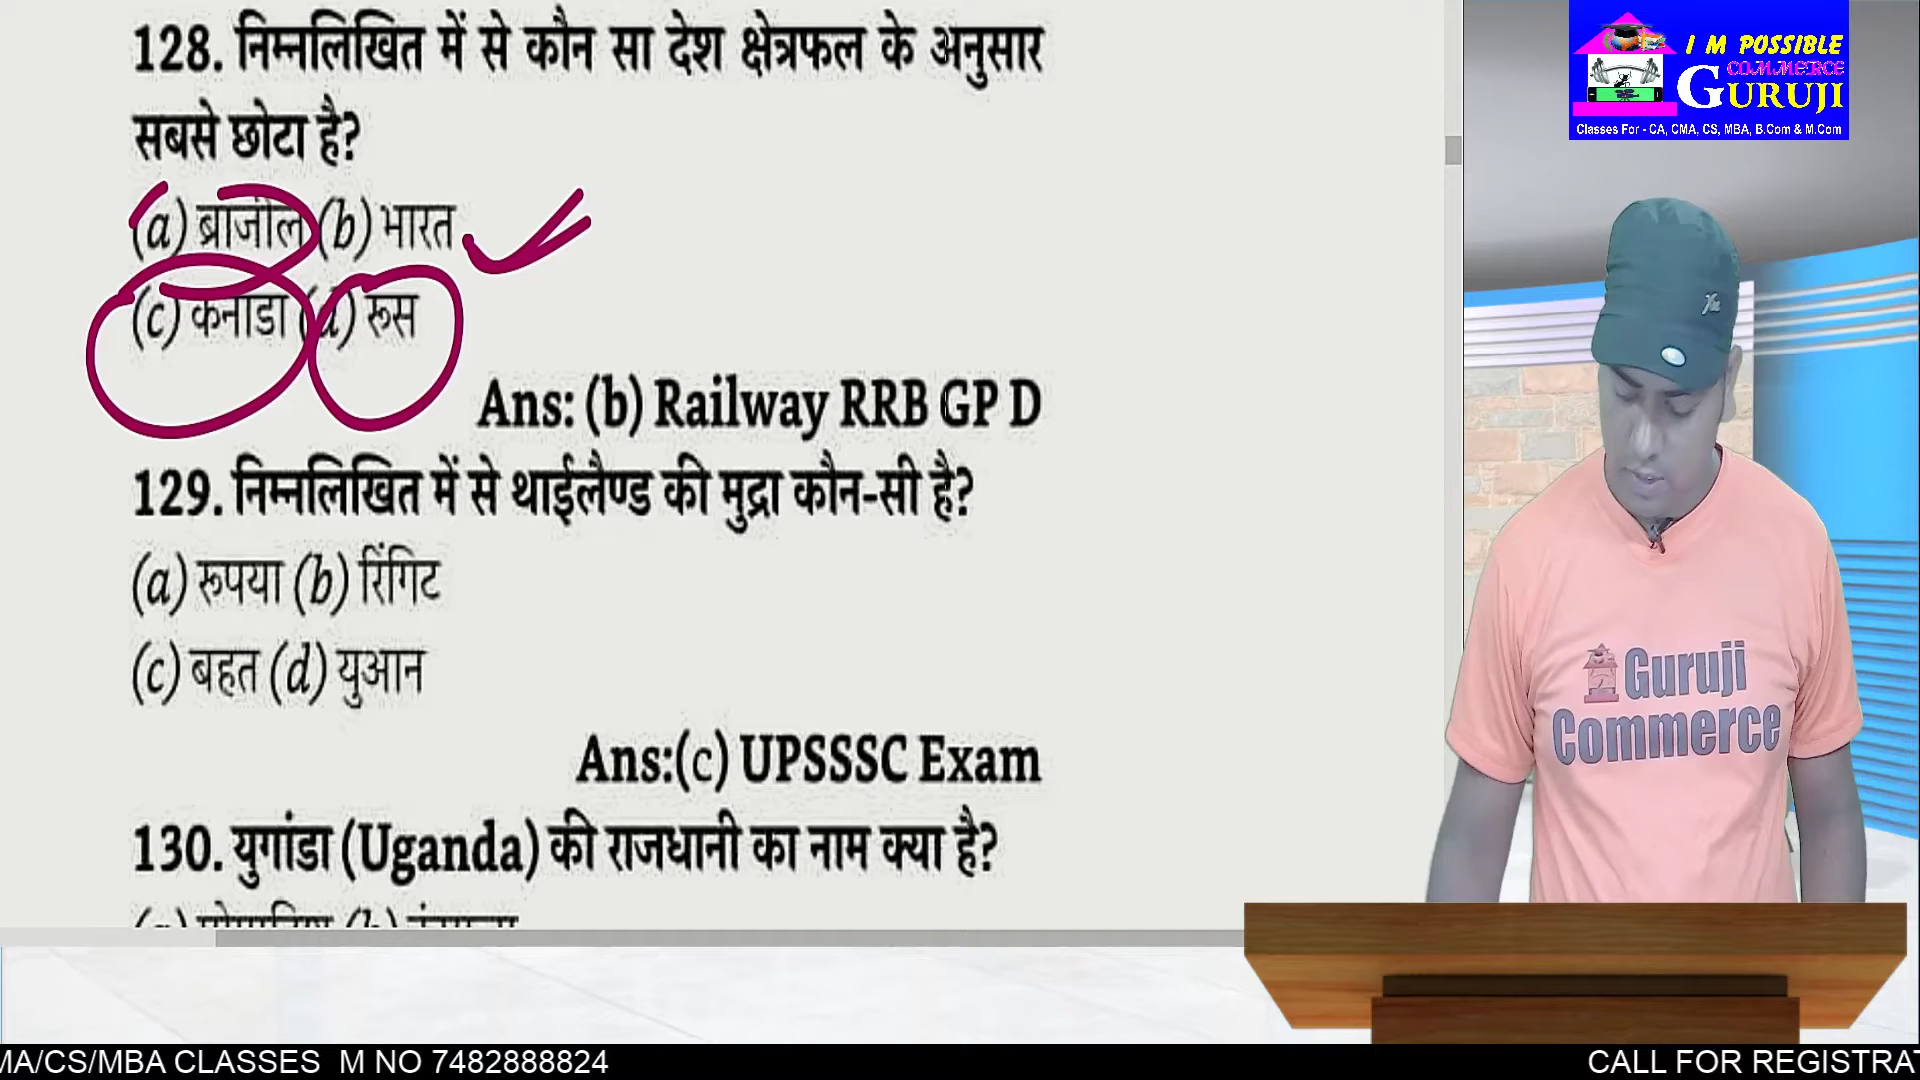 128. निम्नलिखित में से कौन सा देश क्षेत्रफल के अनुसार
सबसे छोटा है?
(a) ब्राजील (b) भारत
(c) कनाडा (d) रूस
Ans: (b) Railway RRB GP D
129. निम्नलिखित में से थाईलैण्ड की मुद्रा कौन-सी है?
(a) रूपया (b) रिंगिट
(c) बहत (d) युआन
Ans:(c) UPSSSC Exam
130. युगांडा (Uganda) की राजधानी का नाम क्या है?
I M POSSIBLE
COMMERCE
GURUJI
Classes For - CA, CMA, CS, MBA, B.Com & M.Com
Guruji
Commerce
MA/CS/MBA CLASSES M NO 7482888824
CALL FOR REGISTRAT